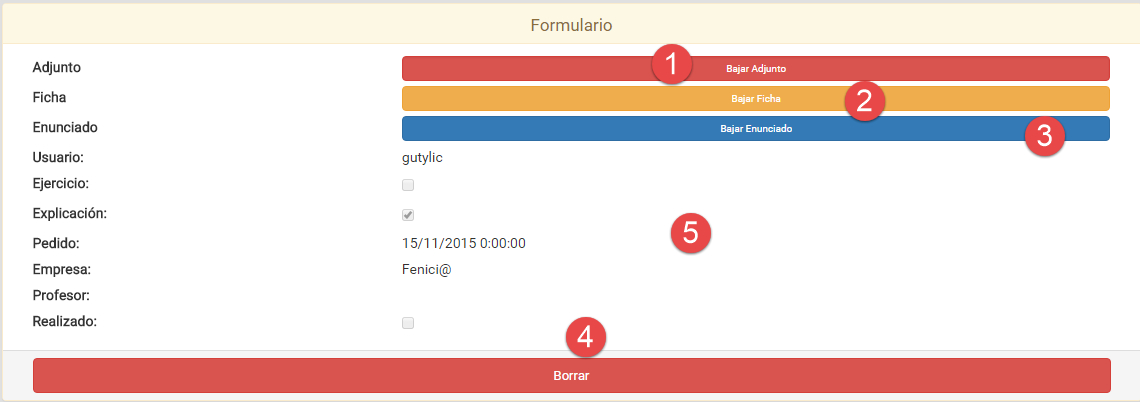 Formulario
Adjunto 1 Bajar Adjunto
Ficha Bajar Ficha 2
Enunciado Bajar Enunciado 3
Usuario: gutylic
Ejercicio:
Explicación:
5
Pedido: 15/11/2015 0:00:00
Empresa: Fenici@
Profesor:
Realizado:
4
Borrar